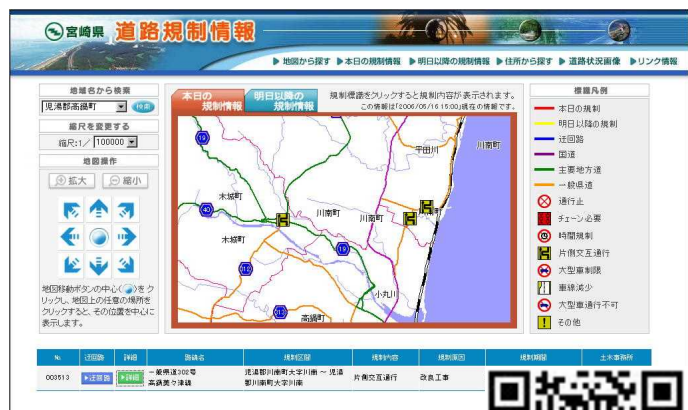 宮崎県 道路規制情報
▶地図から探す ▶本日の規制情報 ▶明日以降の規制情報 ▶住所から探す ▶道路状況画像 ▶リンク情報
地域名から検索
児湯郡高鍋町 検索
縮尺を変更する
縮尺:1/ 100000
地図操作
拡大 縮小
地図移動ボタンの中心( )をク
リックし、地図上の任意の場所を
クリックすると、その位置を中心に
表示します。
本日の
規制情報
明日以降の
規制情報
規制標識をクリックすると規制内容が表示されます。
この情報は「2006/05/16 15:00」現在の情報です。
19
平田川
川南町
木城町
40
川南町
川南町
木城町
19
312
小丸川
高鍋町
標識凡例
本日の規制
明日以降の規制
迂回路
国道
主要地方道
一般県道
通行止
チェーン必要
時間規制
片側交互通行
大型車制限
車線減少
大型車通行不可
その他
No 迂回路 詳細 路線名 規制区間 規制内容 規制原因 規制期間 土木事務所
003513 ▶迂回路 ▶詳細 一般県道302号
高鍋美々津線
児湯郡川南町大字川南 ～ 児湯
郡川南町大字川南
片側交互通行 改良工事